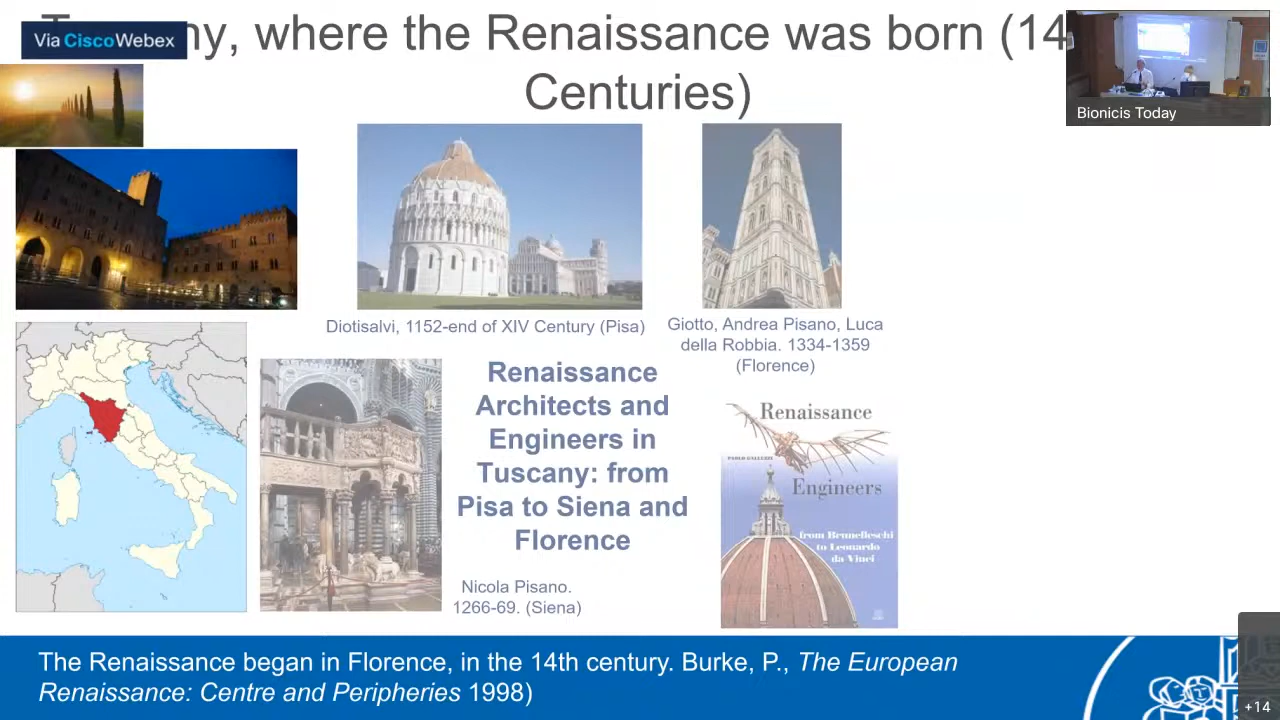 Via Cisco Webex
where the Renaissance was born (14
Centuries)
Bionicis Today
Diotisalvi, 1152-end of XIV Century (Pisa)
Giotto, Andrea Pisano, Luca
della Robbia. 1334-1359
(Florence)
Renaissance
Architects and
Engineers in
Tuscany: from
Pisa to Siena and
Florence
Nicola Pisano.
1266-69. (Siena)
Renaissance
PAOLO GALLUZZI
Engineers
from Brunelleschi
to Leonardo
da Vinci
The Renaissance began in Florence, in the 14th century. Burke, P., The European
Renaissance: Centre and Peripheries 1998)
+14